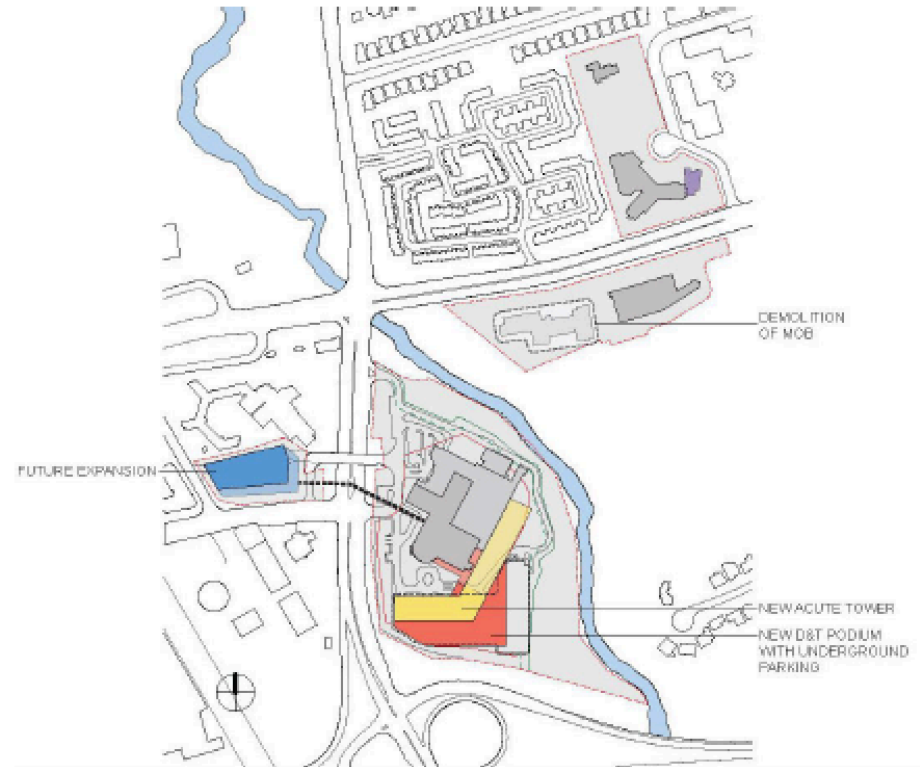 DEMOLITION
OF MOB
FUTURE EXPANSION
NEW ACUTE TOWER
NEW D&T PODIUM
WITH UNDERGROUND
PARKING